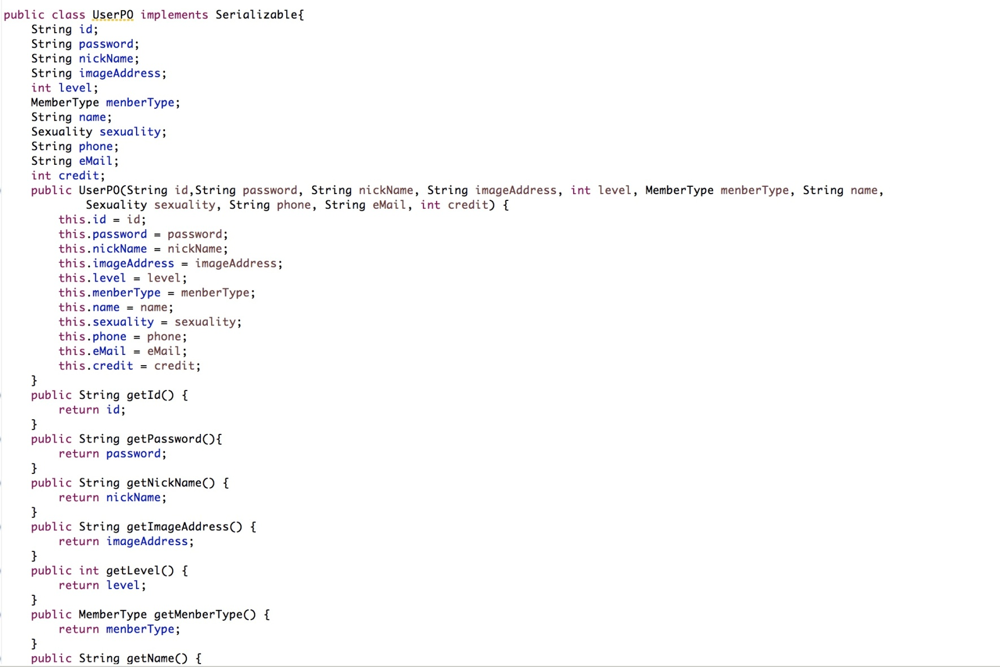 public class UserPO implements Serializable{
    String id;
    String password;
    String nickName;
    String imageAddress;
    int level;
    MemberType menberType;
    String name;
    Sexuality sexuality;
    String phone;
    String eMail;
    int credit;
    public UserPO(String id,String password, String nickName, String imageAddress, int level, MemberType menberType, String name,
            Sexuality sexuality, String phone, String eMail, int credit) {
        this.id = id;
        this.password = password;
        this.nickName = nickName;
        this.imageAddress = imageAddress;
        this.level = level;
        this.menberType = menberType;
        this.name = name;
        this.sexuality = sexuality;
        this.phone = phone;
        this.eMail = eMail;
        this.credit = credit;
    }
    public String getId() {
        return id;
    }
    public String getPassword(){
        return password;
    }
    public String getNickName() {
        return nickName;
    }
    public String getImageAddress() {
        return imageAddress;
    }
    public int getLevel() {
        return level;
    }
    public MemberType getMenberType() {
        return menberType;
    }
    public String getName() {